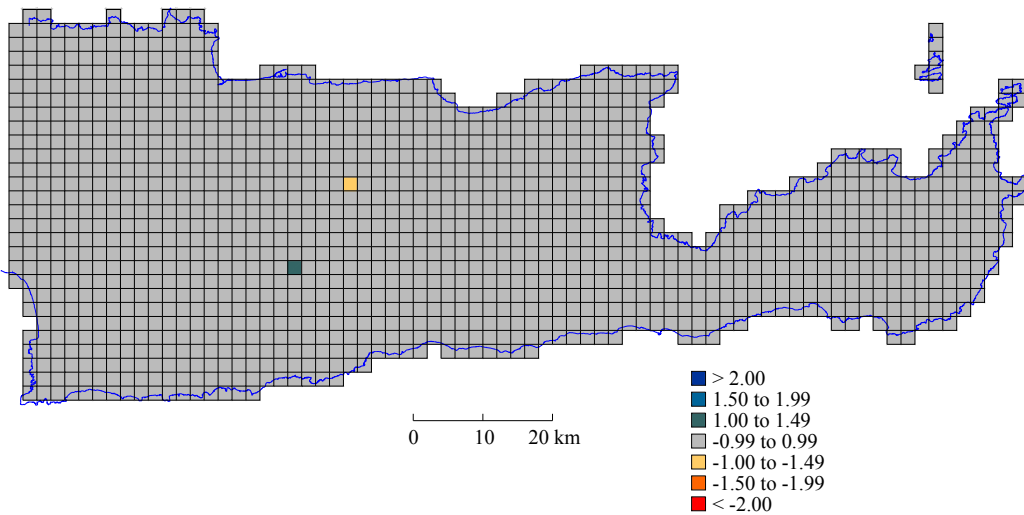 > 2.00
1.50 to 1.99
1.00 to 1.49
0 10 20 km
-0.99 to 0.99
-1.00 to -1.49
-1.50 to -1.99
< -2.00